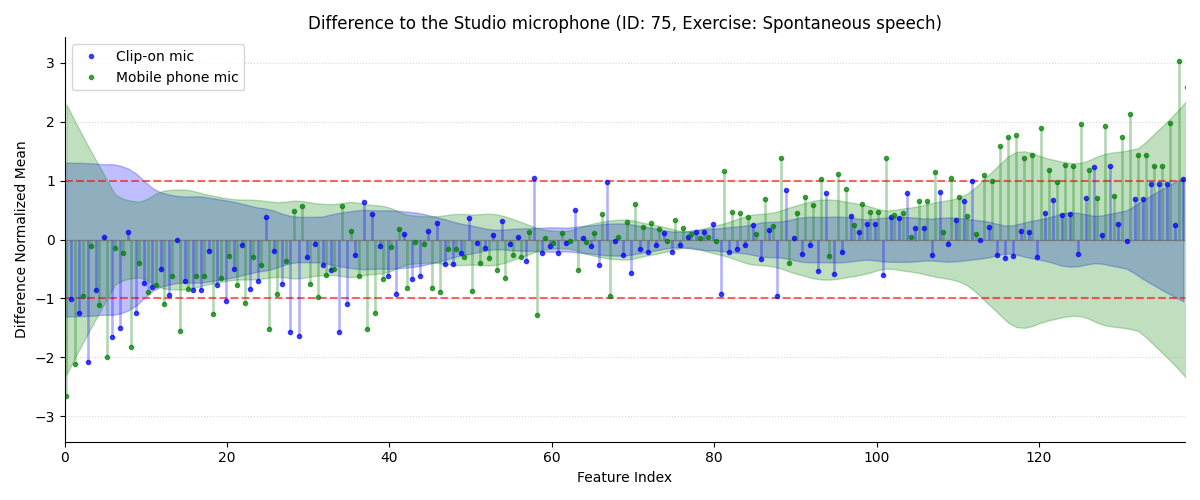 Difference to the Studio microphone (ID: 75, Exercise: Spontaneous speech)
Clip-on mic
Mobile phone mic
Difference Normalized Mean
3
2
1
0
−1
−2
−3
0 20 40 60 80 100 120
Feature Index